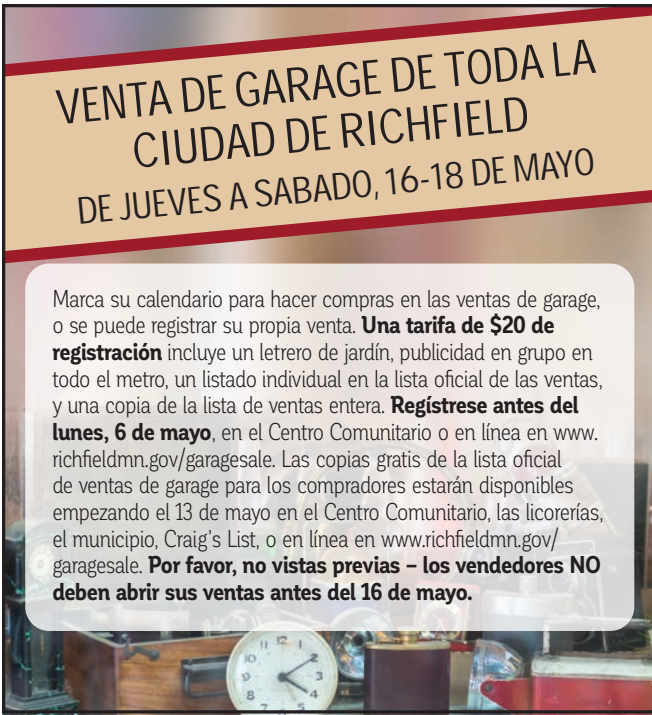 VENTA DE GARAGE DE TODA LA
CIUDAD DE RICHFIELD
DE JUEVES A SABADO, 16-18 DE MAYO
Marca su calendario para hacer compras en las ventas de garage,
o se puede registrar su propia venta. Una tarifa de $20 de
registración incluye un letrero de jardín, publicidad en grupo en
todo el metro, un listado individual en la lista oficial de las ventas,
y una copia de la lista de ventas entera. Regístrese antes del
lunes, 6 de mayo, en el Centro Comunitario o en línea en www.
richfieldmn.gov/garagesale. Las copias gratis de la lista oficial
de ventas de garage para los compradores estarán disponibles
empezando el 13 de mayo en el Centro Comunitario, las licorerías,
el municipio, Craig's List, o en línea en www.richfieldmn.gov/
garagesale. Por favor, no vistas previas – los vendedores NO
deben abrir sus ventas antes del 16 de mayo.